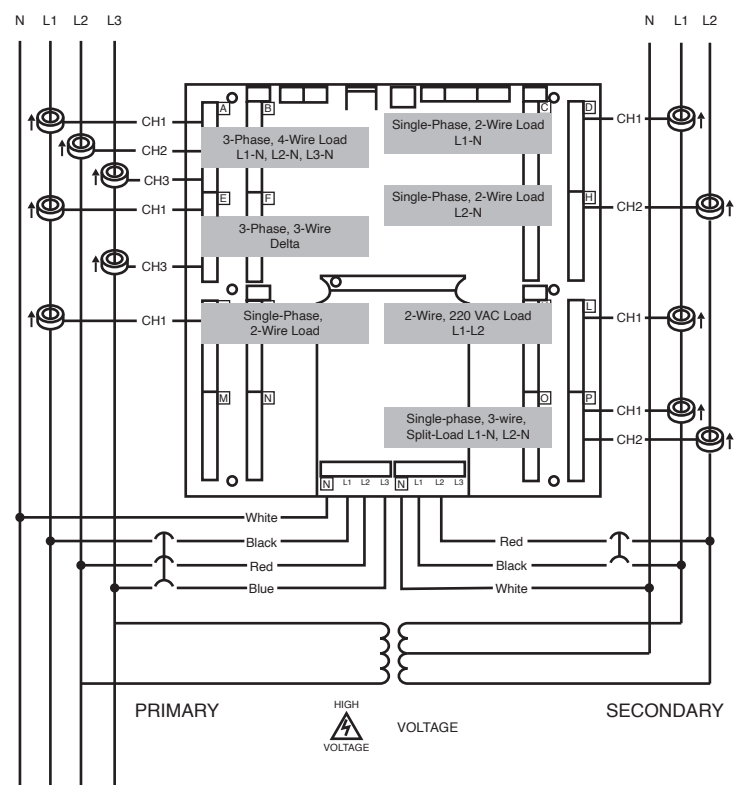 N L1 L2 L3 N L1 L2
A B C D
CH1 3-Phase, 4-Wire Load Single-Phase, 2-Wire Load CH1
L1-N, L2-N, L3-N L1-N
CH2
CH3
E F H
CH1 Single-Phase, 2-Wire Load CH2
L2-N
3-Phase, 3-Wire
Delta
CH3
L
CH1 Single-Phase, 2-Wire, 220 VAC Load CH1
2-Wire Load L1-L2
M N O P
CH1
Single-phase, 3-wire,
Split-Load L1-N, L2-N
CH2
N L1 L2 L3 N L1 L2 L3
White
Black Red
Red Black
Blue White
PRIMARY SECONDARY
HIGH
VOLTAGE
VOLTAGE